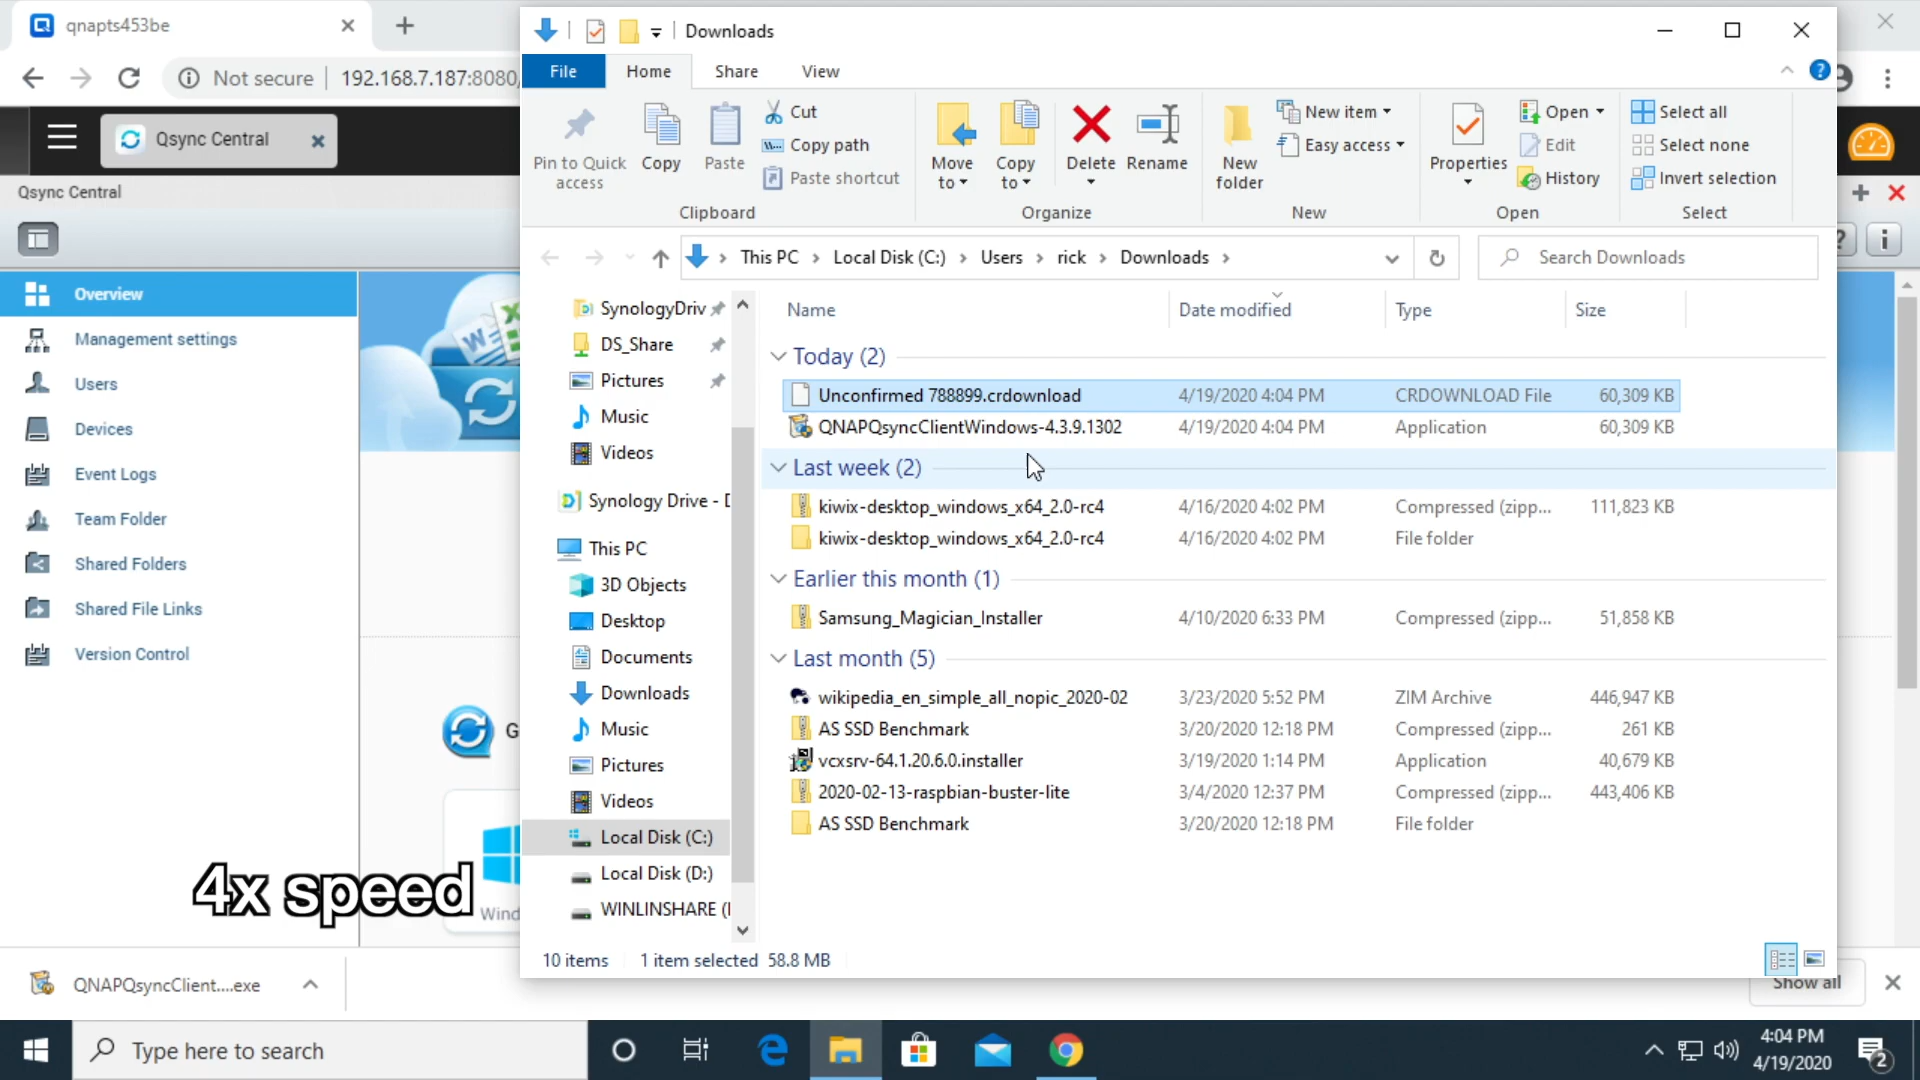 qnapts453be
Not secure
192.168.7.187:8080/
Qsync Central
Qsync Central
Overview
Management settings
Users
Devices
Event Logs
Team Folder
Shared Folders
Shared File Links
Version Control
G
Wind
4x speed
Downloads
File
Home
Share
View
Pin to Quick
access
Copy
Paste
Cut
Copy path
Paste shortcut
Clipboard
Move
to
Copy
to
Delete
Rename
Organize
New
folder
New item
Easy access
New
Properties
Open
Edit
History
Open
Select all
Select none
Invert selection
Select
This PC
Local Disk (C:)
Users
rick
Downloads
Search Downloads
SynologyDriv
DS_Share
Pictures
Music
Videos
Synology Drive - D
This PC
3D Objects
Desktop
Documents
Downloads
Music
Pictures
Videos
Local Disk (C:)
Local Disk (D:)
WINLINSHARE (
Name Date modified Type Size
Today (2)
Unconfirmed 788899.crdownload 4/19/2020 4:04 PM CRDOWNLOAD File 60,309 KB
QNAPQsyncClientWindows-4.3.9.1302 4/19/2020 4:04 PM Application 60,309 KB
Last week (2)
kiwix-desktop_windows_x64_2.0-rc4 4/16/2020 4:02 PM Compressed (zipp... 111,823 KB
kiwix-desktop_windows_x64_2.0-rc4 4/16/2020 4:02 PM File folder
Earlier this month (1)
Samsung_Magician_Installer 4/10/2020 6:33 PM Compressed (zipp... 51,858 KB
Last month (5)
wikipedia_en_simple_all_nopic_2020-02 3/23/2020 5:52 PM ZIM Archive 446,947 KB
AS SSD Benchmark 3/20/2020 12:18 PM Compressed (zipp... 261 KB
vcxsrv-64.1.20.6.0.installer 3/19/2020 1:14 PM Application 40,679 KB
2020-02-13-raspbian-buster-lite 3/4/2020 12:37 PM Compressed (zipp... 443,406 KB
AS SSD Benchmark 3/20/2020 12:18 PM File folder
10 items 1 item selected 58.8 MB
QNAPQsyncClient....exe
Show all
Type here to search
4:04 PM
4/19/2020
2